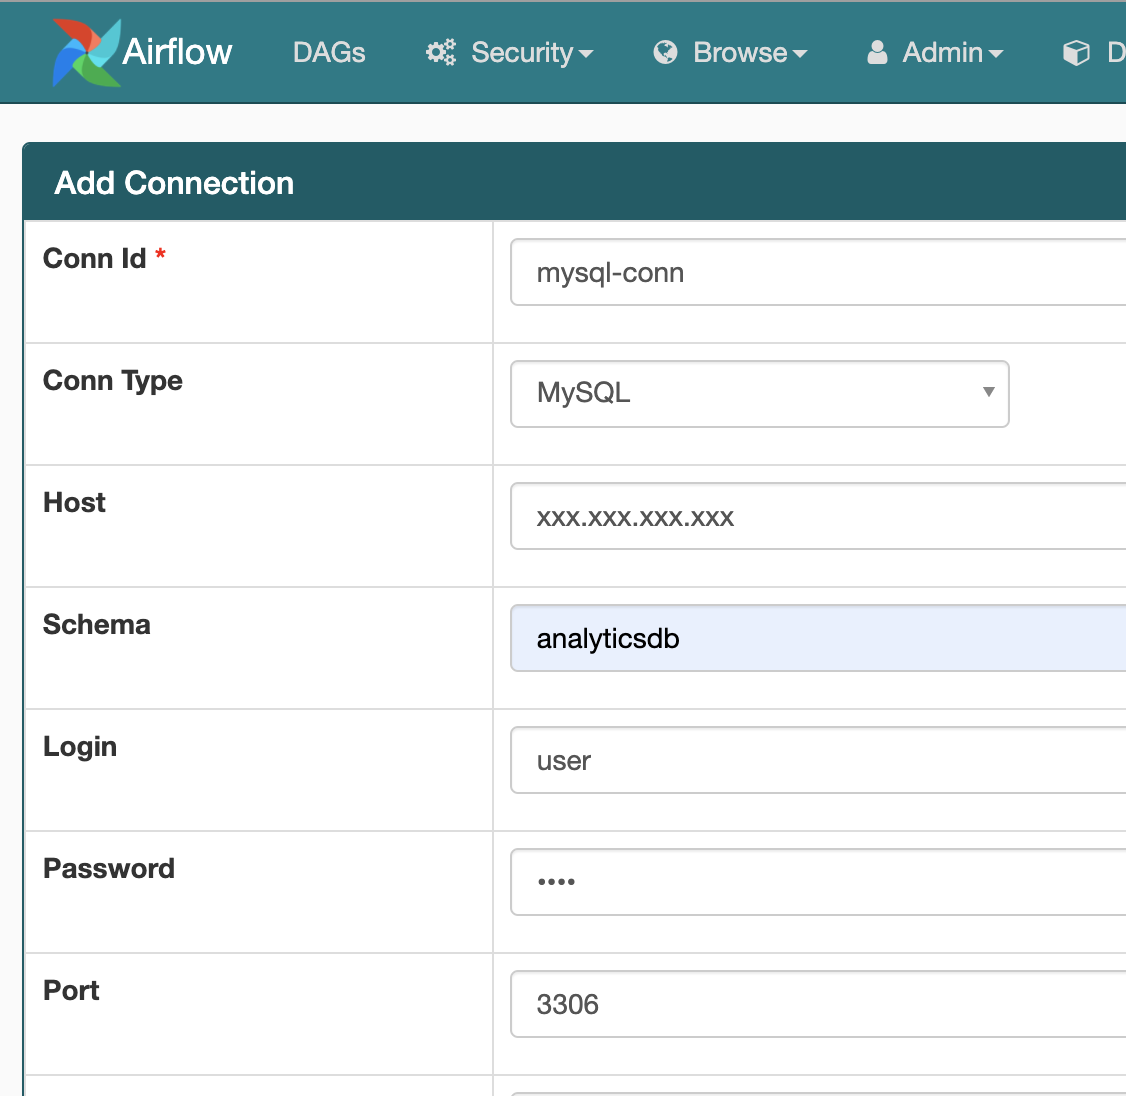 Airflow DAGs Security Browse Admin D
Add Connection
Conn Id * mysql-conn
Conn Type MySQL
Host xxx.xxx.xxx.xxx
Schema analyticsdb
Login user
Password ••••
Port 3306